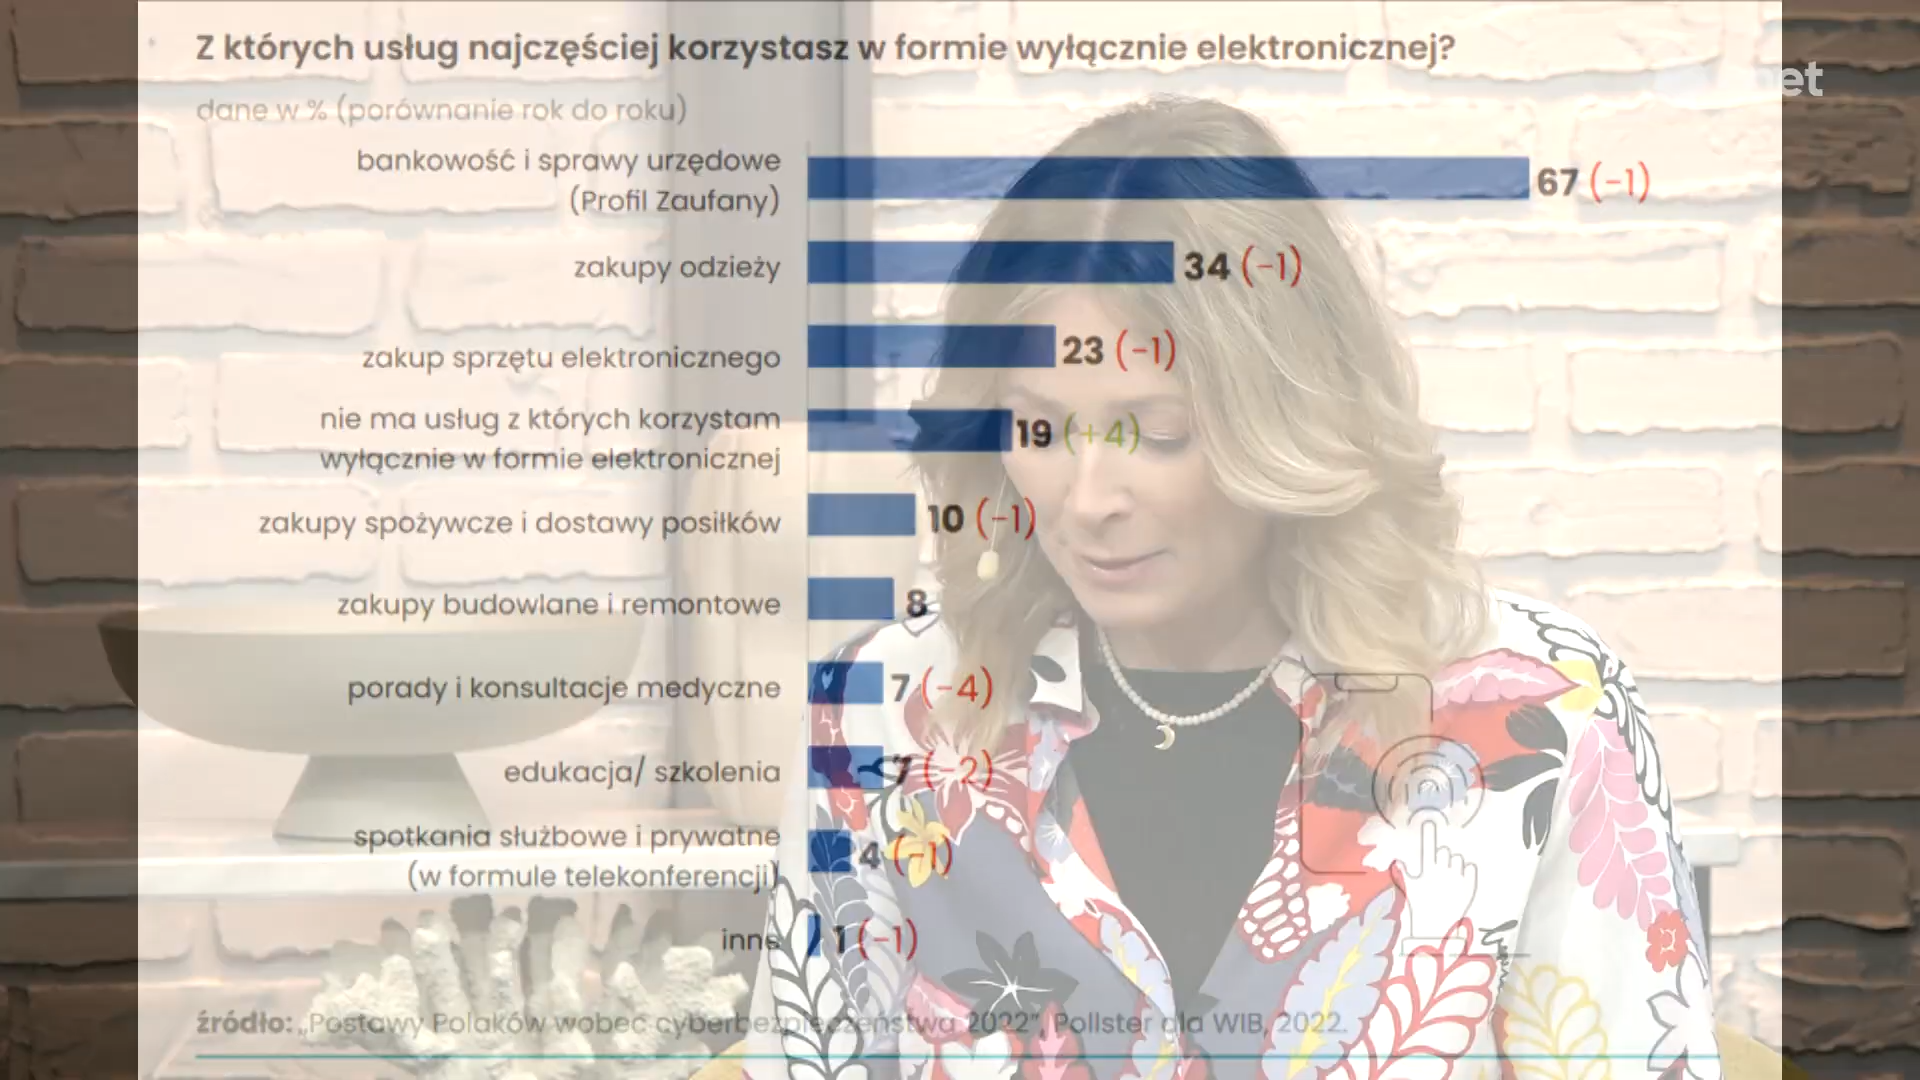 Z których usług najczęściej korzystasz w formie wyłącznie elektronicznej?
dane w % (porównanie rok do roku)
bankowość i sprawy urzędowe
(Profil Zaufany)
67 (-1)
zakupy odzieży
34 (-1)
zakup sprzętu elektronicznego
23 (-1)
nie ma usług z których korzystam
wyłącznie w formie elektronicznej
19 (+4)
zakupy spożywcze i dostawy posiłków
10 (-1)
zakupy budowlane i remontowe
8
porady i konsultacje medyczne
7 (-4)
edukacja/ szkolenia
7 (-2)
spotkania służbowe i prywatne
(w formule telekonferencji)
4 (-1)
inne
1 (-1)
źródło: „Postawy Polaków wobec cyberbezpieczeństwa 2022”, Pollster dla WIB, 2022.